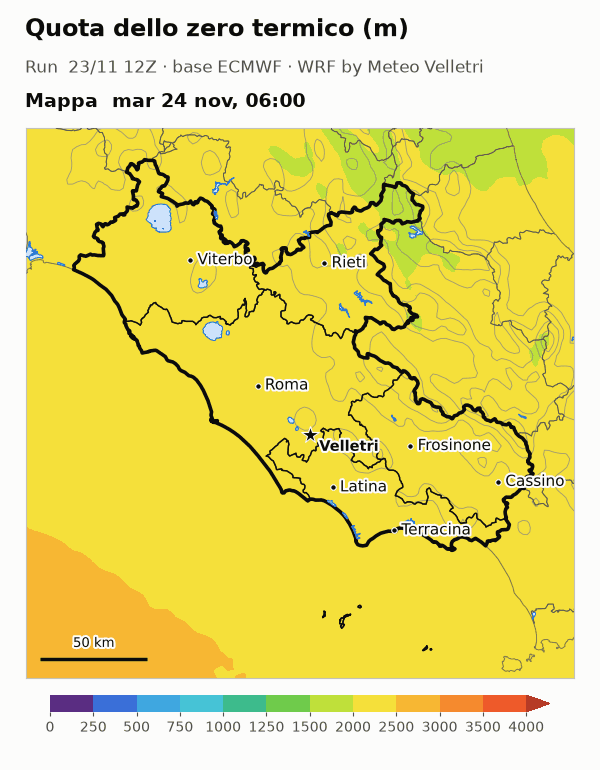 Quota dello zero termico (m)
Run  23/11 12Z · base ECMWF · WRF by Meteo Velletri
Mappa  mar 24 nov, 06:00
Viterbo
Rieti
Roma
Velletri
Frosinone
Cassino
Latina
Terracina
50 km
0 250 500 750 1000 1250 1500 2000 2500 3000 3500 4000